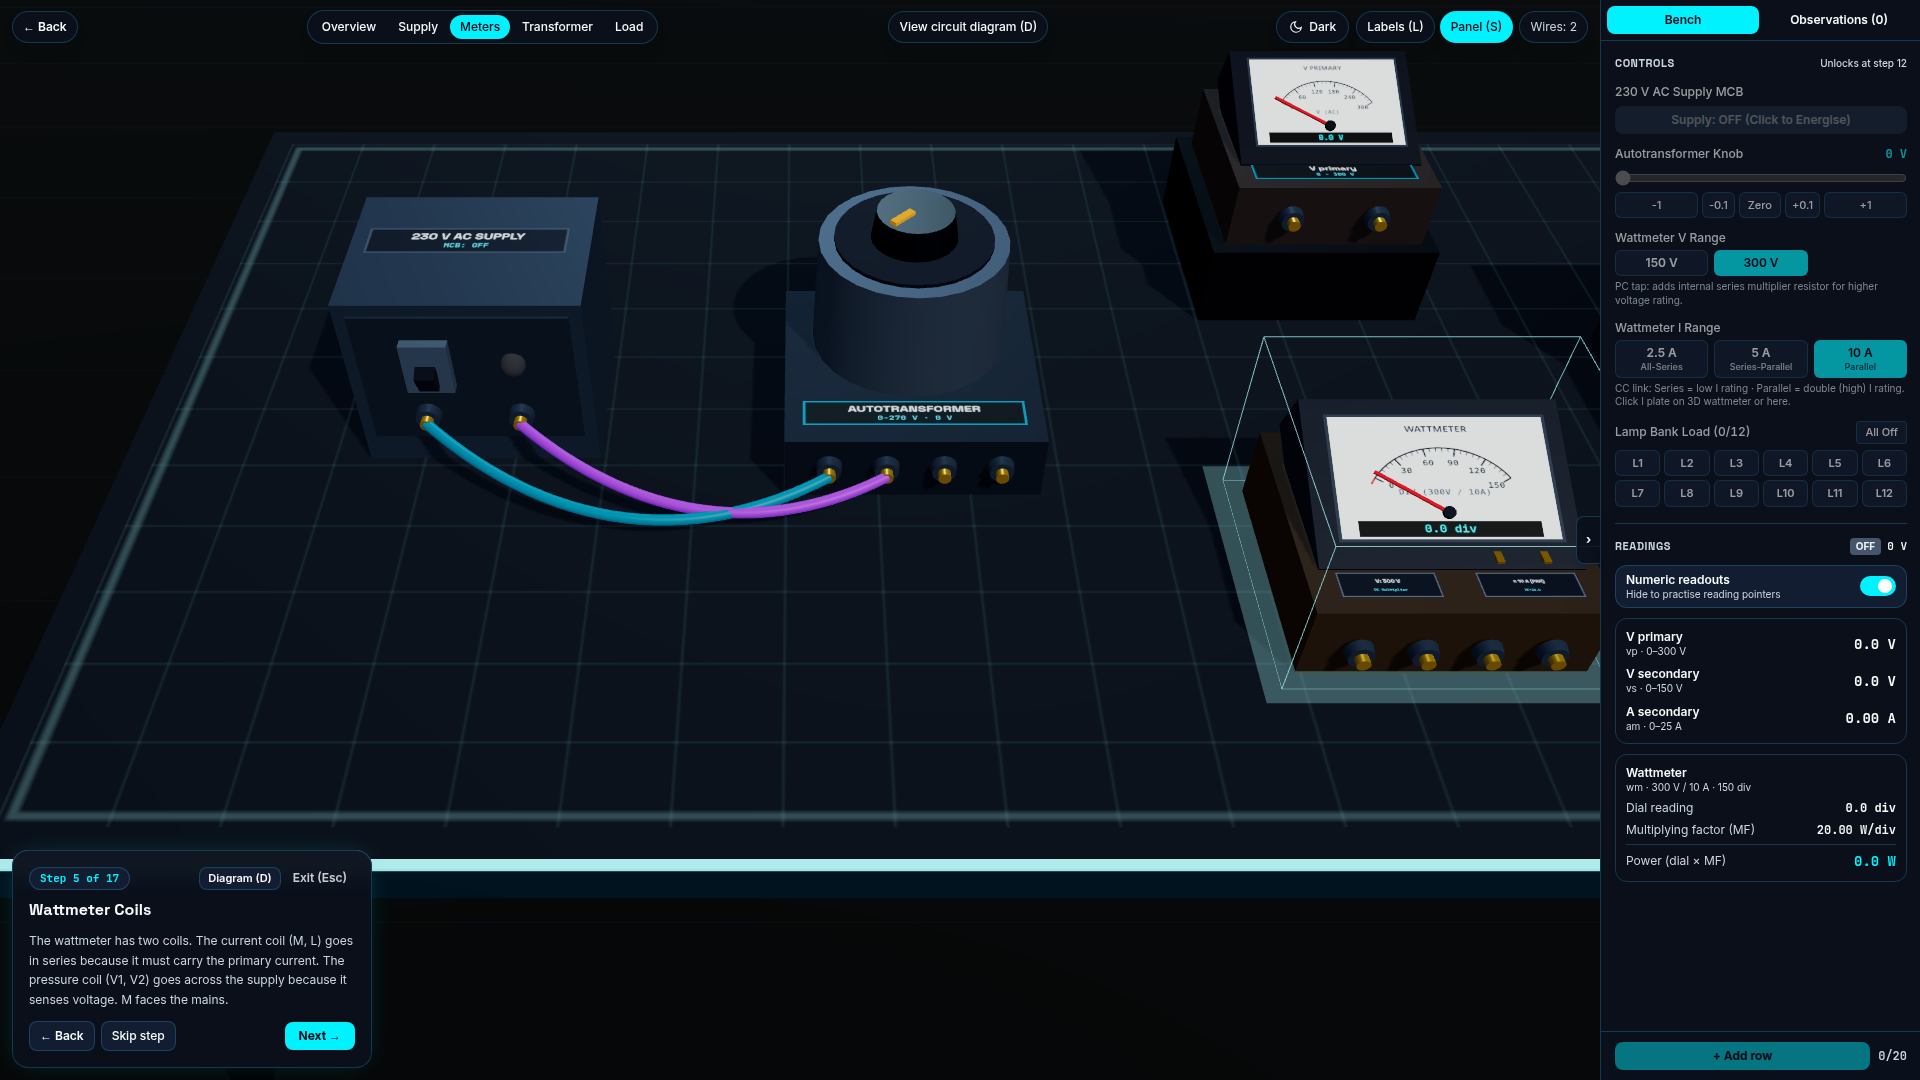 ← Back
Overview
Supply
Meters
Transformer
Load
View circuit diagram (D)
Dark
Labels (L)
Panel (S)
Wires: 2
Bench
Observations (0)
CONTROLS
Unlocks at step 12
230 V AC Supply MCB
Supply: OFF (Click to Energise)
Autotransformer Knob
0 V
-1
-0.1
Zero
+0.1
+1
Wattmeter V Range
150 V
300 V
PC tap: adds internal series multiplier resistor for higher
voltage rating.
Wattmeter I Range
2.5 A
All-Series
5 A
Series-Parallel
10 A
Parallel
CC link: Series = low I rating · Parallel = double (high) I rating.
Click I plate on 3D wattmeter or here.
Lamp Bank Load (0/12)
All Off
L1
L2
L3
L4
L5
L6
L7
L8
L9
L10
L11
L12
READINGS
OFF
0 V
Numeric readouts
Hide to practise reading pointers
V primary
vp · 0–300 V
0.0 V
V secondary
vs · 0–150 V
0.0 V
A secondary
am · 0–25 A
0.00 A
Wattmeter
wm · 300 V / 10 A · 150 div
Dial reading
0.0 div
Multiplying factor (MF)
20.00 W/div
Power (dial × MF)
0.0 W
+ Add row
0/20
V PRIMARY
60
120
180
240
300
V (AC)
0.0 V
V primary
0 - 300 V
230 V AC SUPPLY
MCB: OFF
AUTOTRANSFORMER
0-270 V · 0 V
WATTMETER
0
30
60
90
120
150
(300V / 10A)
0.0 div
V: 300 V
›
Step 5 of 17
Diagram (D)
Exit (Esc)
Wattmeter Coils
The wattmeter has two coils. The current coil (M, L) goes
in series because it must carry the primary current. The
pressure coil (V1, V2) goes across the supply because it
senses voltage. M faces the mains.
← Back
Skip step
Next →